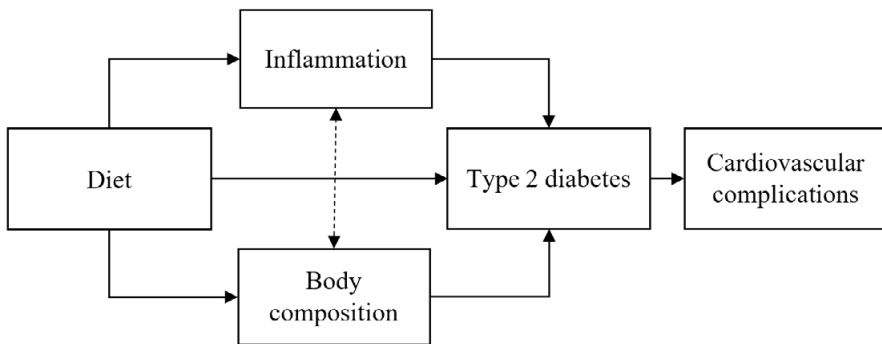 Inflammation
Diet
Type 2 diabetes
Cardiovascular
complications
Body
composition